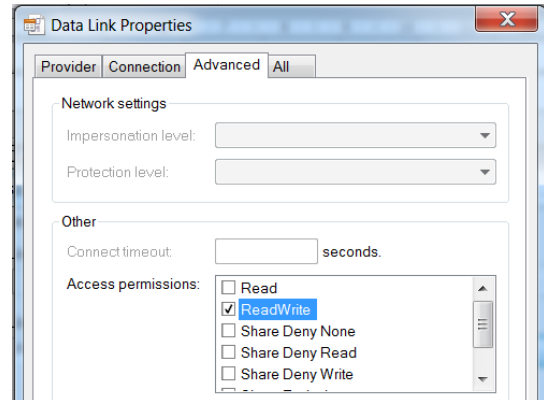 Data Link Properties
Provider Connection Advanced All
Network settings
Impersonation level:
Protection level:
Other
Connect timeout: seconds.
Access permissions: Read
ReadWrite
Share Deny None
Share Deny Read
Share Deny Write